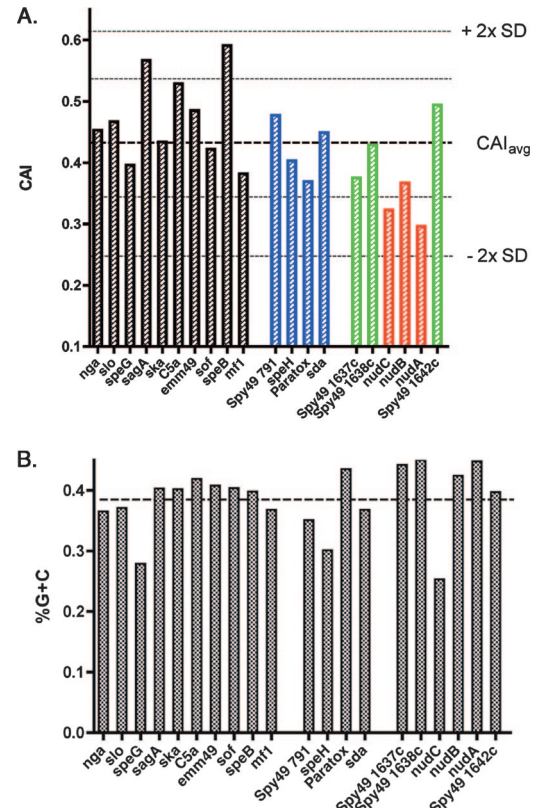 A.
+ 2x SD
CAIavg
- 2x SD
CAI
0.6
0.5
0.4
0.3
0.2
0.1
nga
slo
speG
sagA
ska
C5a
emm49
sof
speB
mf1
Spy49 791
speH
Paratox
sda
Spy49 1637c
Spy49 1638c
nudC
nudB
nudA
Spy49 1642c
B.
%G+C
0.4
0.3
0.2
0.1
0.0
nga
slo
speG
sagA
ska
C5a
emm49
sof
speB
mf1
Spy49 791
speH
Paratox
sda
Spy49 1637c
Spy49 1638c
nudC
nudB
nudA
Spy49 1642c